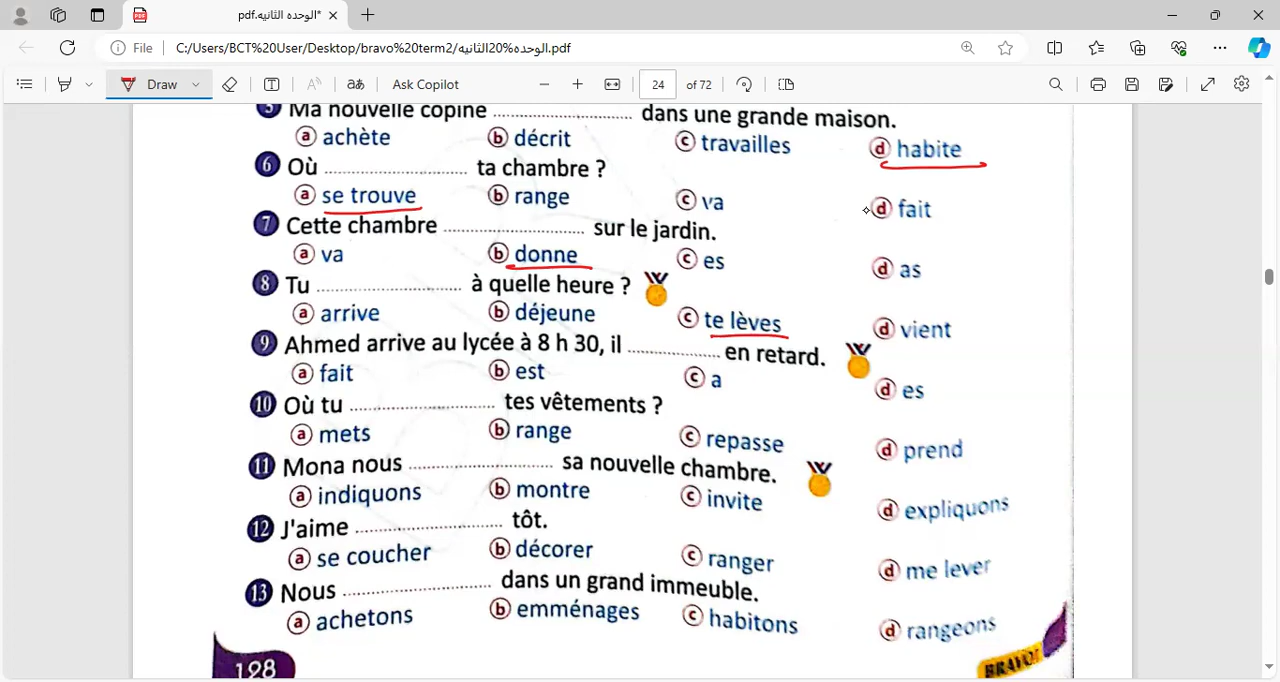 *الوحده الثانيه.pdf
File C:/Users/BCT%20User/Desktop/bravo%20term2/الوحده%20الثانيه.pdf
Draw Ask Copilot 24 of 72
5 Ma nouvelle copine .................... dans une grande maison.
a achète b décrit c travailles d habite
6 Où .................... ta chambre ?
a se trouve b range c va d fait
7 Cette chambre .................... sur le jardin.
a va b donne c es d as
8 Tu .................... à quelle heure ?
a arrive b déjeune c te lèves d vient
9 Ahmed arrive au lycée à 8 h 30, il .................... en retard.
a fait b est c a d es
10 Où tu .................... tes vêtements ?
a mets b range c repasse d prend
11 Mona nous .................... sa nouvelle chambre.
a indiquons b montre c invite d expliquons
12 J'aime .................... tôt.
a se coucher b décorer c ranger d me lever
13 Nous .................... dans un grand immeuble.
a achetons b emménages c habitons d rangeons
128 BRAVO!